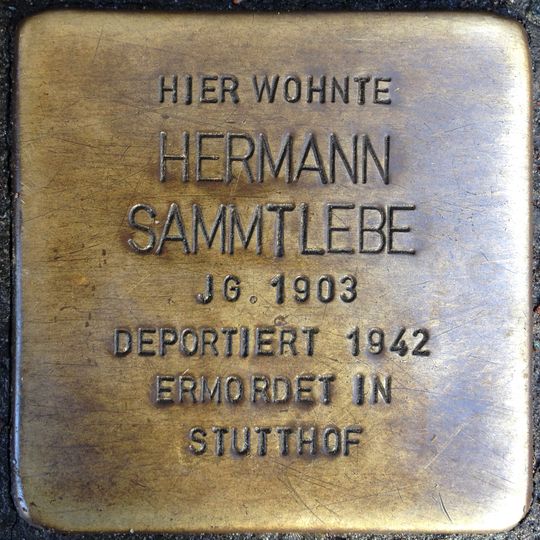 HIER WOHNTE
HERMANN
SAMMTLEBE
JG. 1903
DEPORTIERT 1942
ERMORDET IN
STUTTHOF